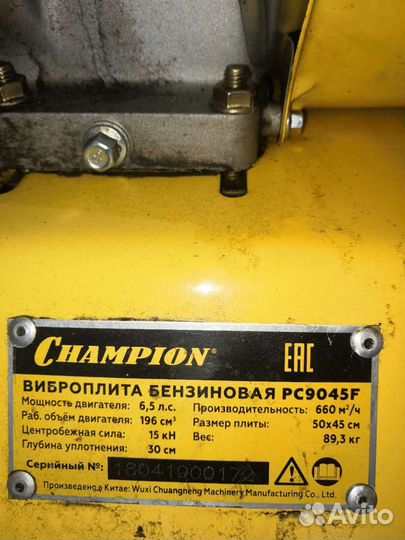 CHAMPION® EAC
ВИБРОПЛИТА БЕНЗИНОВАЯ PC9045F
Мощность двигателя: 6,5 л.с. Производительность: 660 м²/ч
Раб. объём двигателя: 196 см³ Размер плиты: 50х45 см
Центробежная сила: 15 кН Вес: 89,3 кг
Глубина уплотнения: 30 см
Серийный №:
Произведено в Китае: Wuxi Chuangneng Machinery Manufacturing Co., Ltd.
Avito